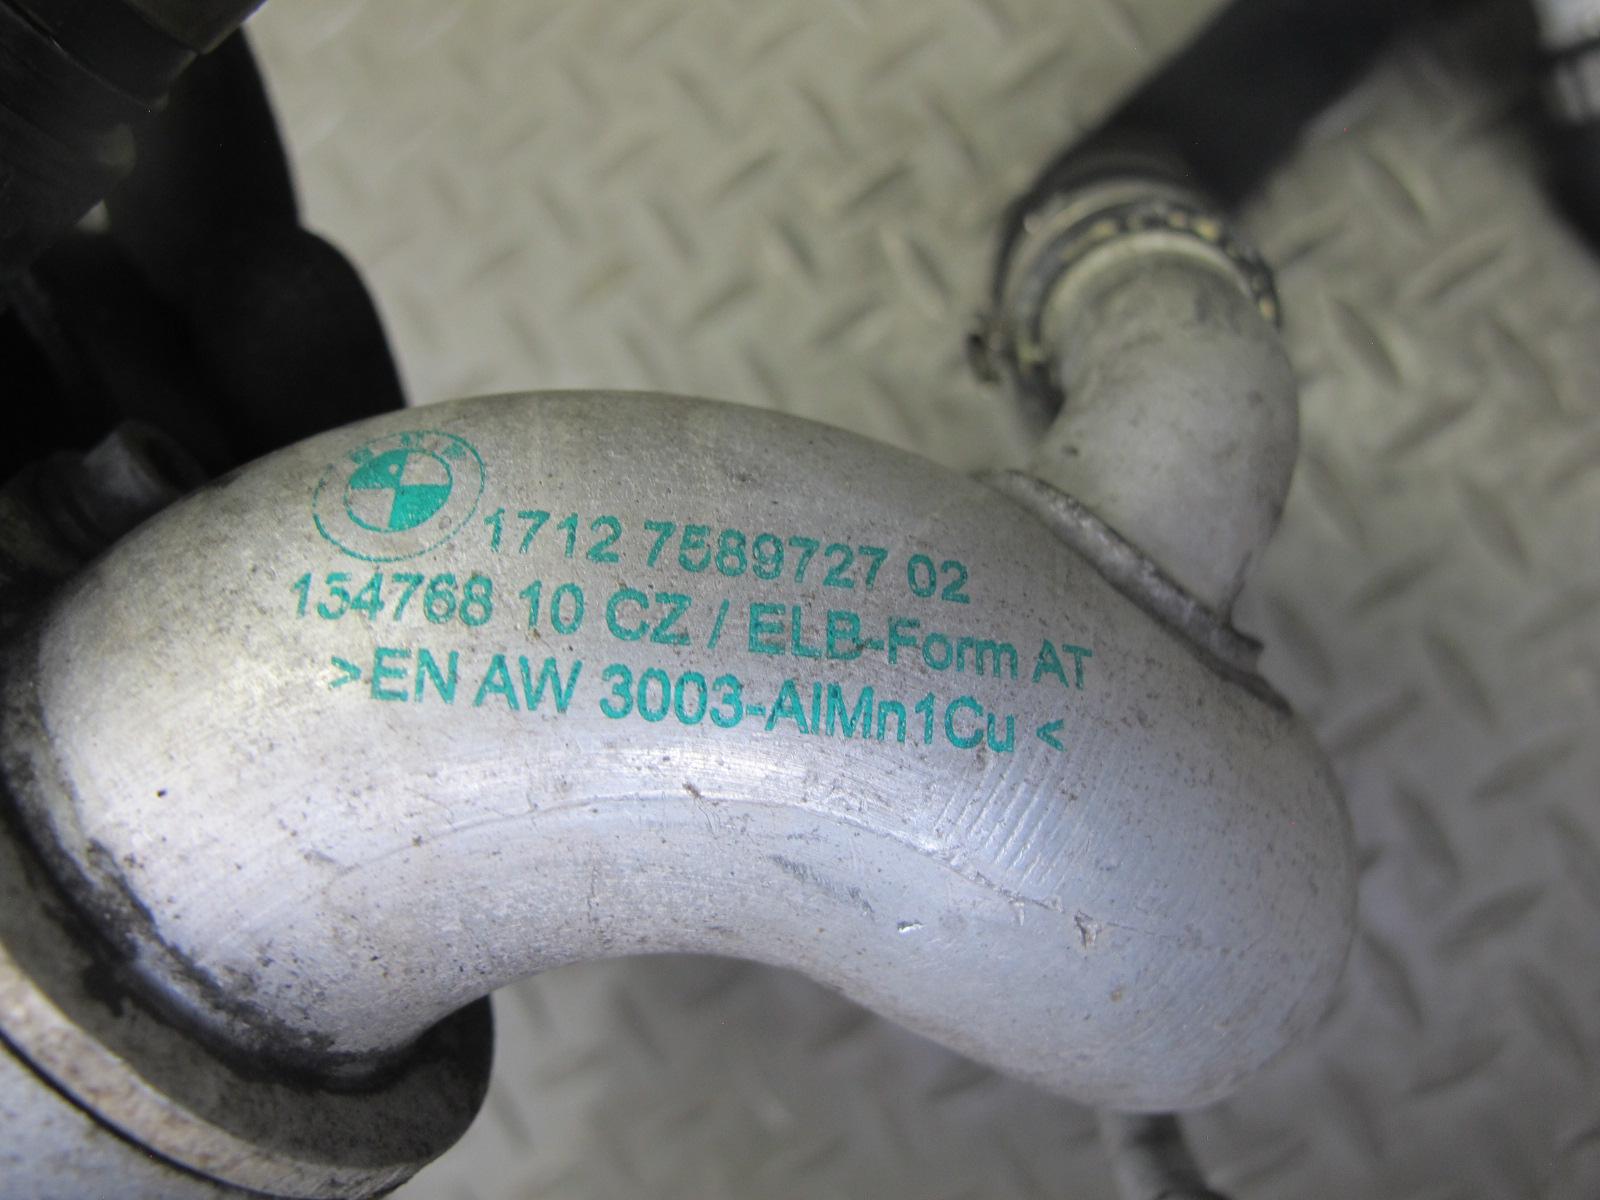 1712 7589727 02
154768 10 CZ / ELB-Form AT
>EN AW 3003-AlMn1Cu <